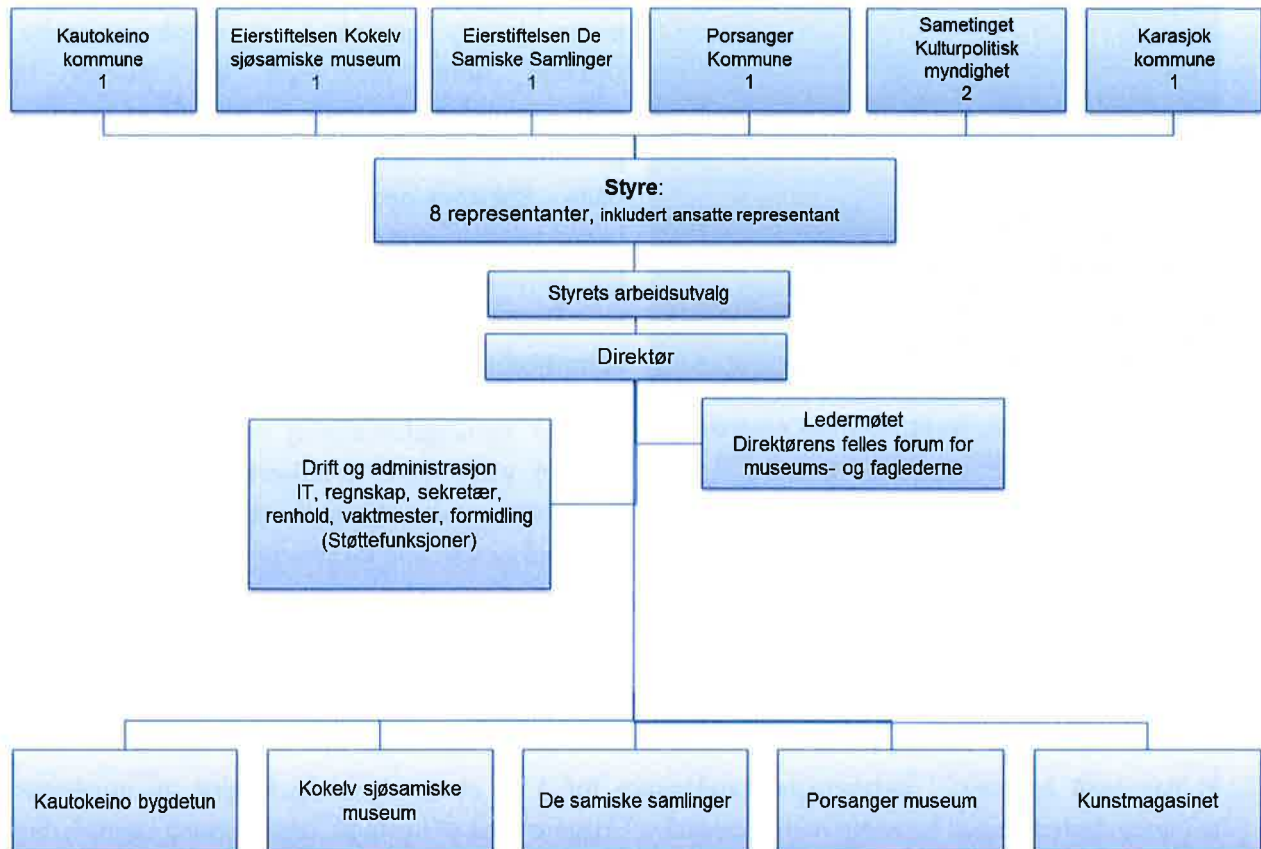 Kautokeino
kommune
1
Eierstiftelsen Kokelv
sjøsamiske museum
1
Eierstiftelsen De
Samiske Samlinger
1
Porsanger
Kommune
1
Sametinget
Kulturpolitisk
myndighet
2
Karasjok
kommune
1
Styre:
8 representanter, inkludert ansatte representant
Styrets arbeidsutvalg
Direktør
Ledermøtet
Direktørens felles forum for
museums- og faglederne
Drift og administrasjon
IT, regnskap, sekretær,
renhold, vaktmester, formidling
(Støttefunksjoner)
Kautokeino bygdetun
Kokelv sjøsamiske
museum
De samiske samlinger
Porsanger museum
Kunstmagasinet